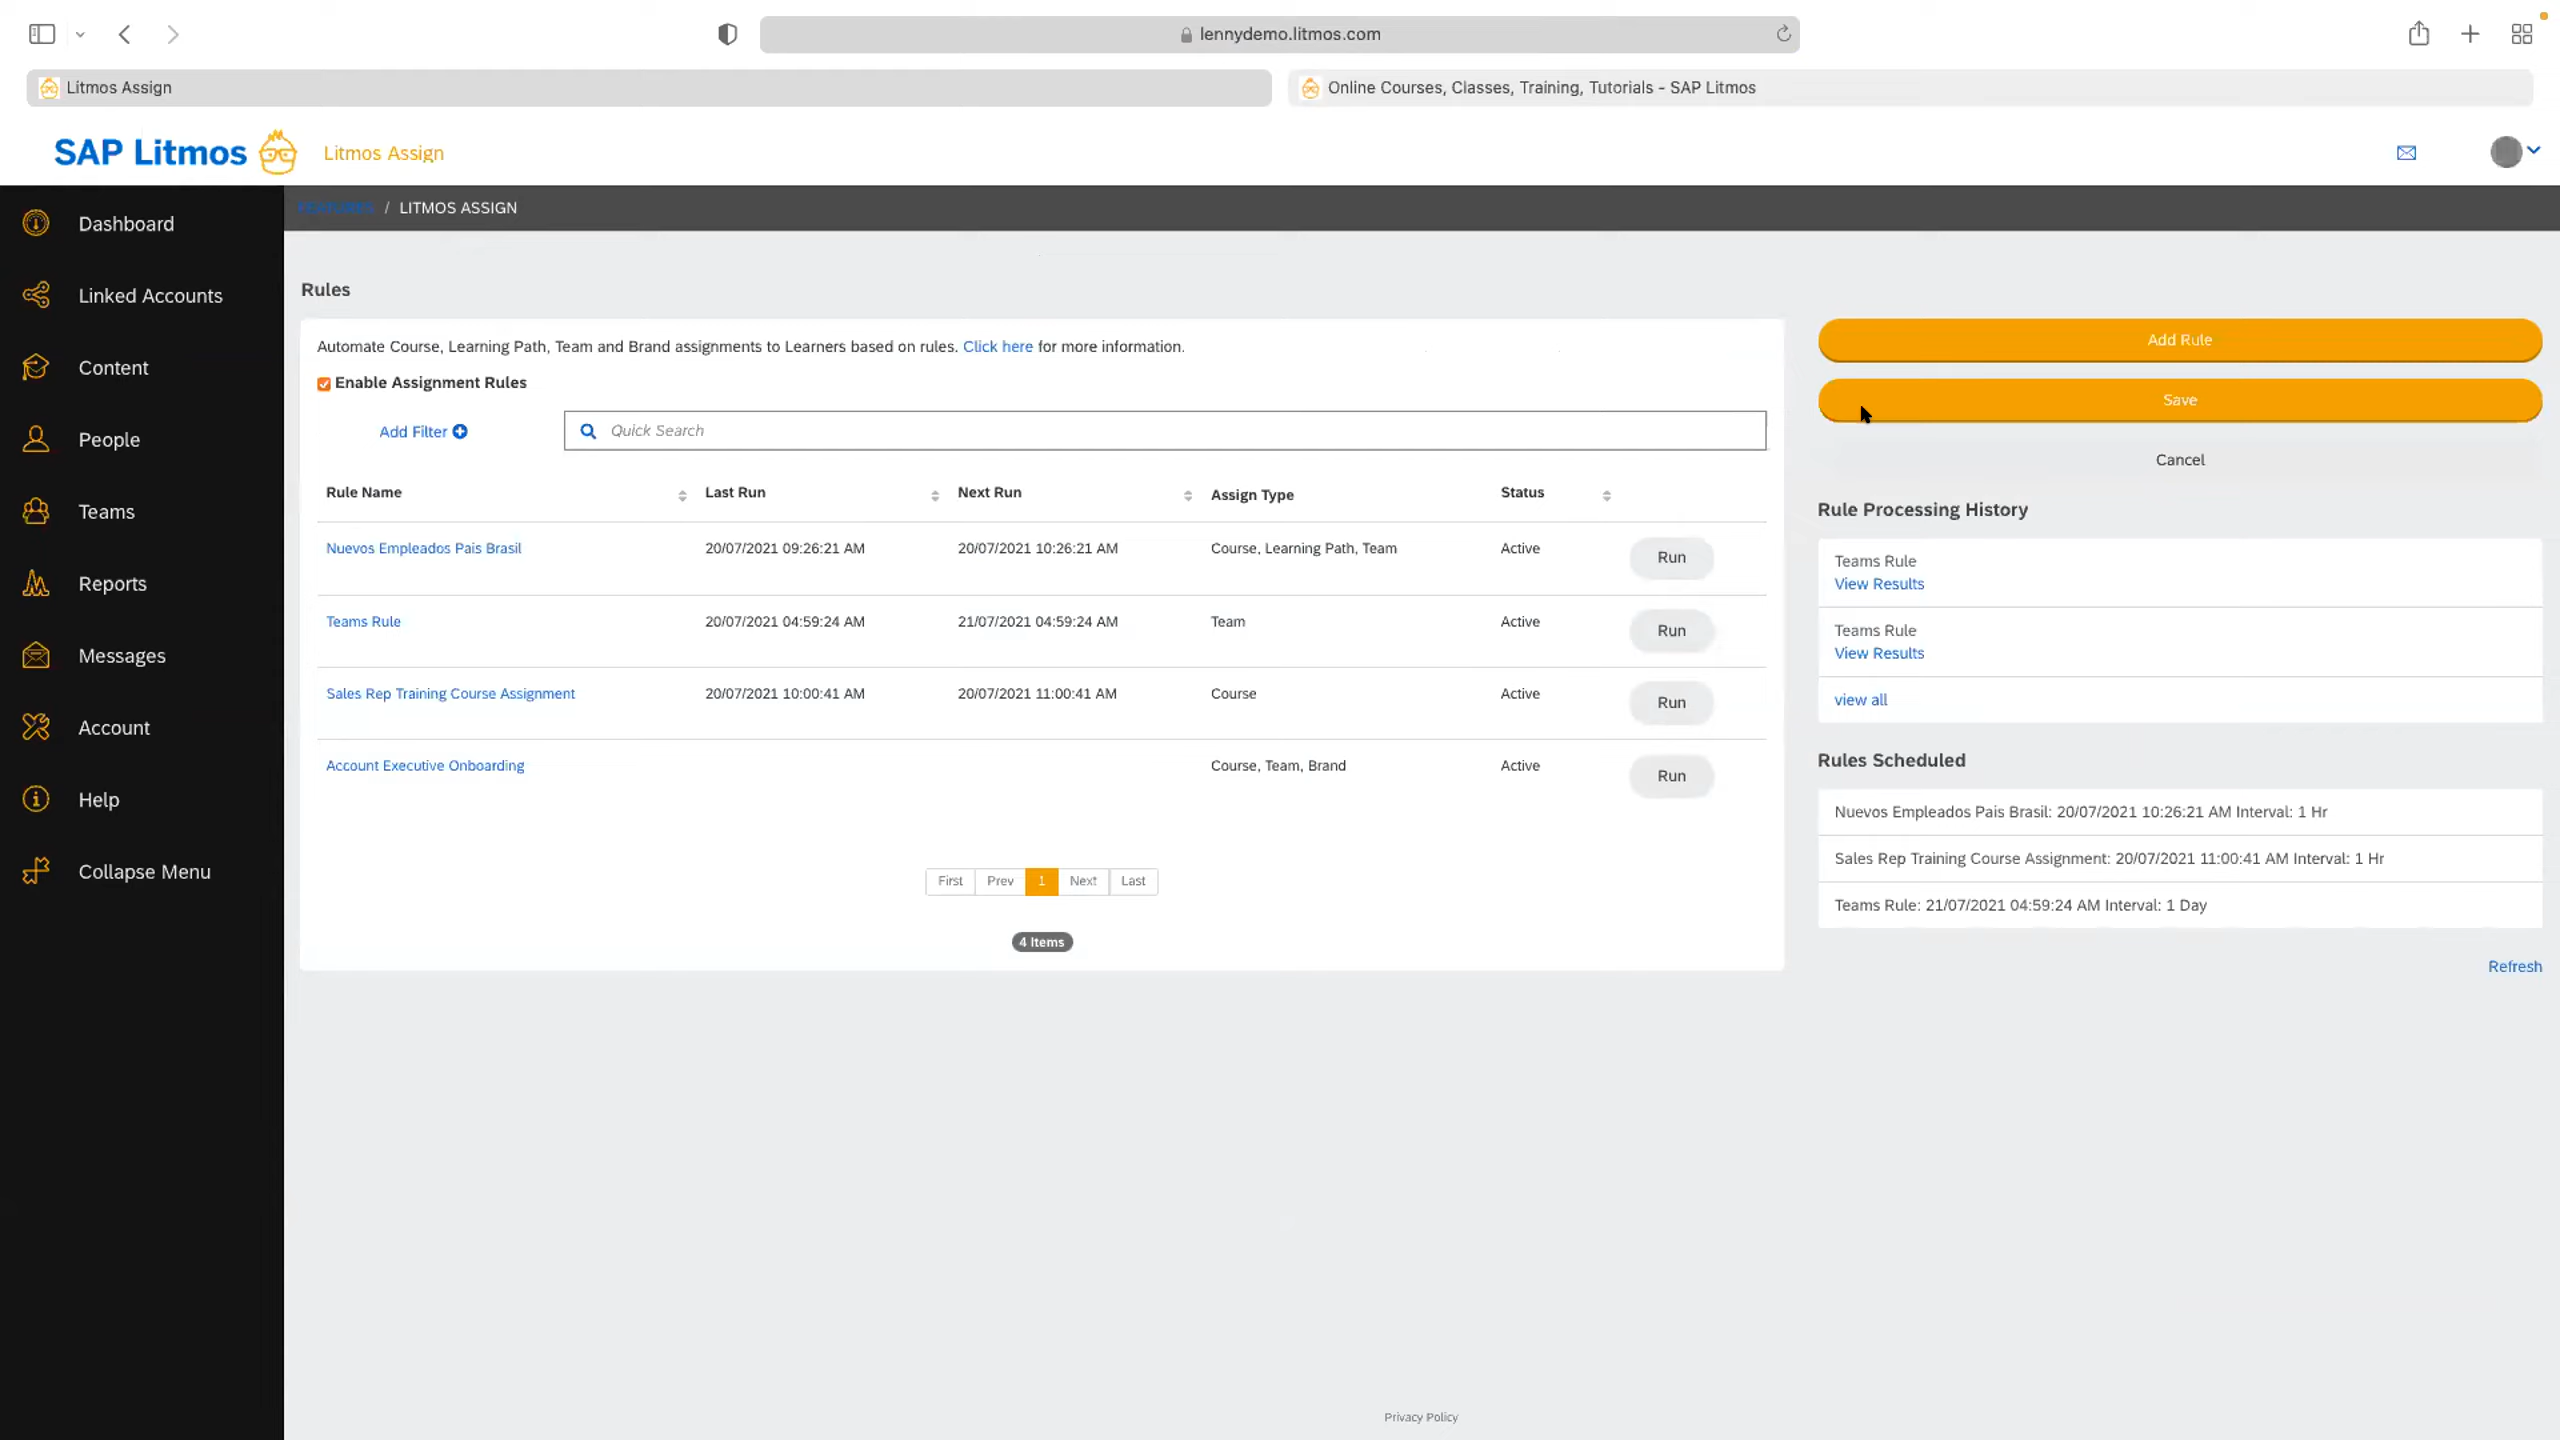 lennydemo.litmos.com
Litmos Assign
Online Courses, Classes, Training, Tutorials - SAP Litmos
SAP Litmos
Litmos Assign
FEATURES / LITMOS ASSIGN
Dashboard
Linked Accounts
Content
People
Teams
Reports
Messages
Account
Help
Collapse Menu
Rules
Automate Course, Learning Path, Team and Brand assignments to Learners based on rules. Click here for more information.
Enable Assignment Rules
Add Filter
Quick Search
Rule Name Last Run Next Run Assign Type Status
Nuevos Empleados Pais Brasil 20/07/2021 09:26:21 AM 20/07/2021 10:26:21 AM Course, Learning Path, Team Active Run
Teams Rule 20/07/2021 04:59:24 AM 21/07/2021 04:59:24 AM Team Active Run
Sales Rep Training Course Assignment 20/07/2021 10:00:41 AM 20/07/2021 11:00:41 AM Course Active Run
Account Executive Onboarding Course, Team, Brand Active Run
First Prev 1 Next Last
4 Items
Add Rule
Save
Cancel
Rule Processing History
Teams Rule
View Results
Teams Rule
View Results
view all
Rules Scheduled
Nuevos Empleados Pais Brasil: 20/07/2021 10:26:21 AM Interval: 1 Hr
Sales Rep Training Course Assignment: 20/07/2021 11:00:41 AM Interval: 1 Hr
Teams Rule: 21/07/2021 04:59:24 AM Interval: 1 Day
Refresh
Privacy Policy